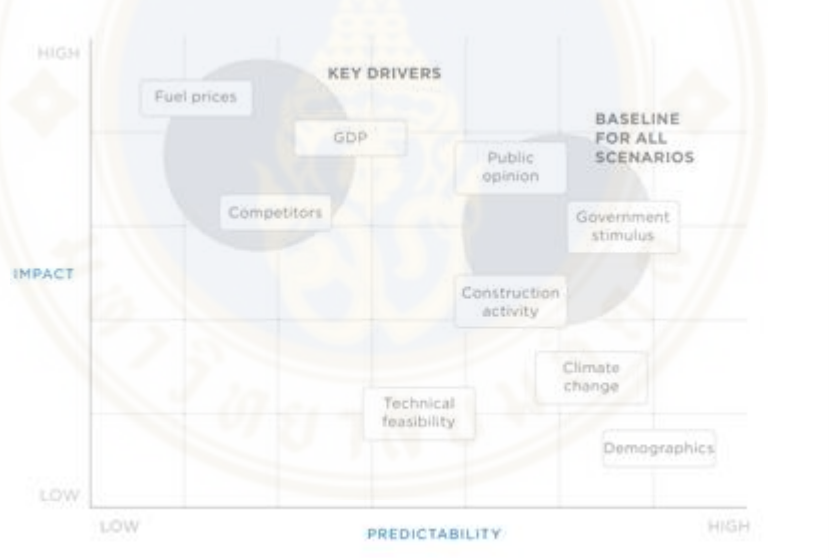 HIGH
KEY DRIVERS
Fuel prices
GDP
BASELINE
FOR ALL
SCENARIOS
Public
opinion
Competitors
Government
stimulus
IMPACT
Construction
activity
Climate
change
Technical
feasibility
Demographics
LOW
LOW
PREDICTABILITY
HIGH